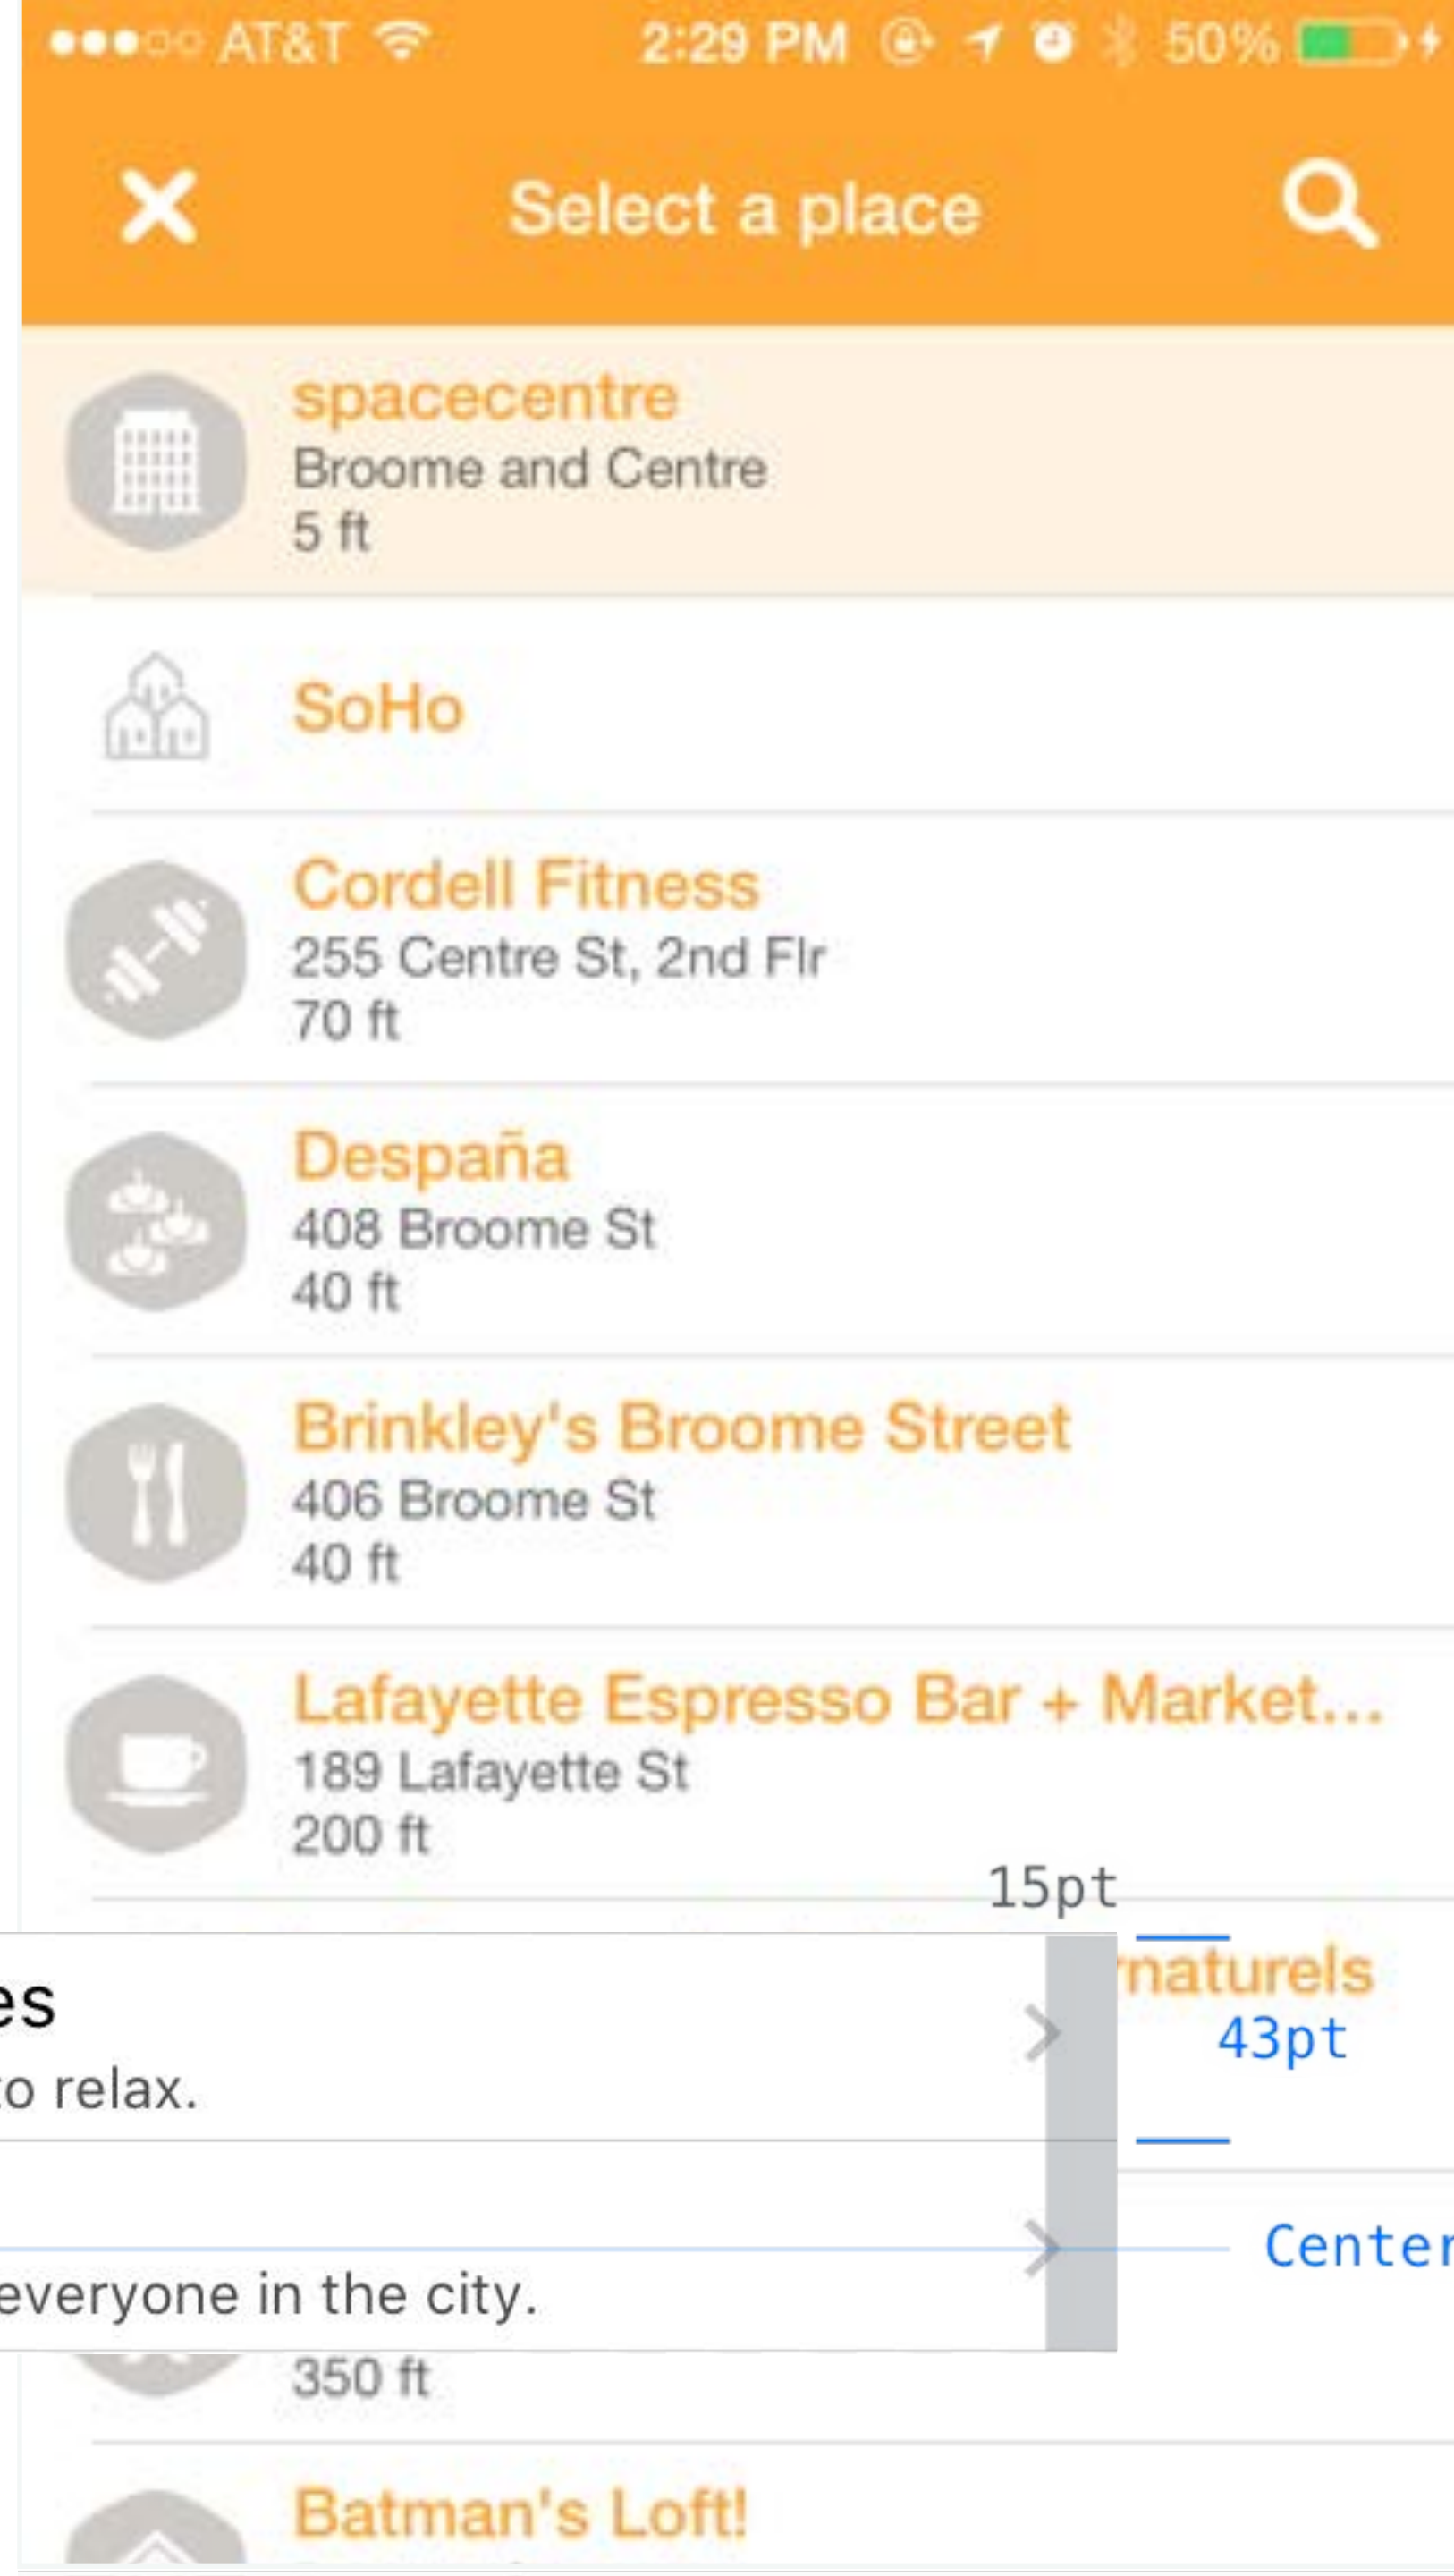 AT&T 2:29 PM 50%
Select a place
spacecentre
Broome and Centre
5 ft
SoHo
Cordell Fitness
255 Centre St, 2nd Flr
70 ft
Despaña
408 Broome St
40 ft
Brinkley's Broome Street
406 Broome St
40 ft
Lafayette Espresso Bar + Market...
189 Lafayette St
200 ft
15pt
es
rnaturels
43pt
to relax.
Center
everyone in the city.
350 ft
Batman's Loft!